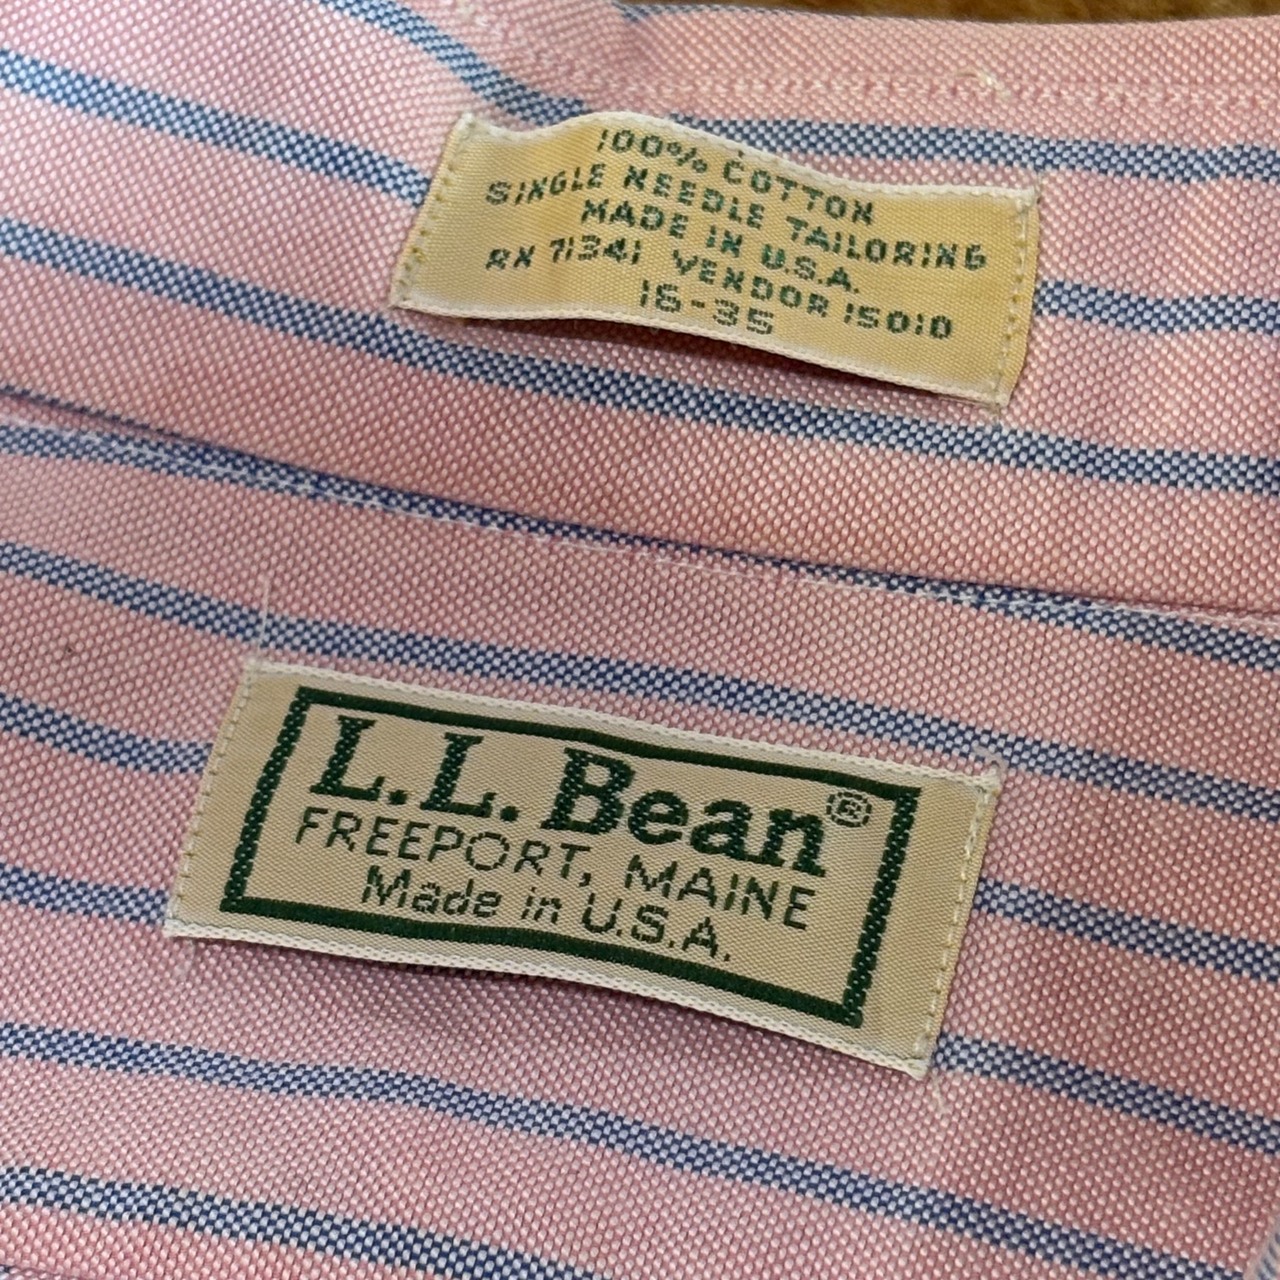 100% COTTON
SINGLE NEEDLE TAILORING
MADE IN U.S.A.
RN 71341 VENDOR 15010
16-35
L.L.Bean®
FREEPORT, MAINE
Made in U.S.A.